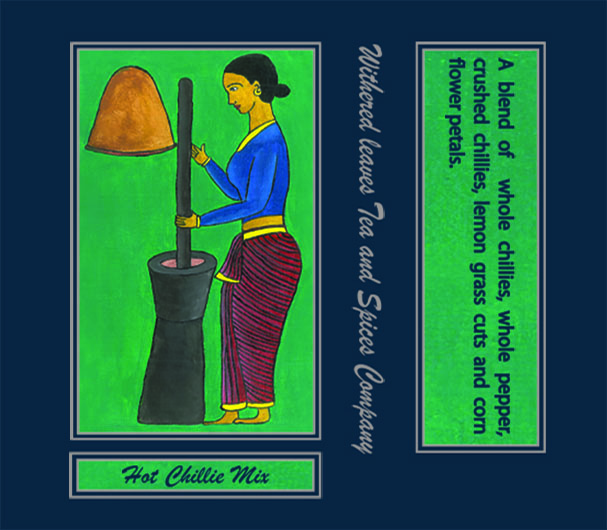 Hot Chillie Mix
Withered leaves Tea and Spices Company
A blend of whole chillies, whole pepper,
crushed chillies, lemon grass cuts and corn
flower petals.